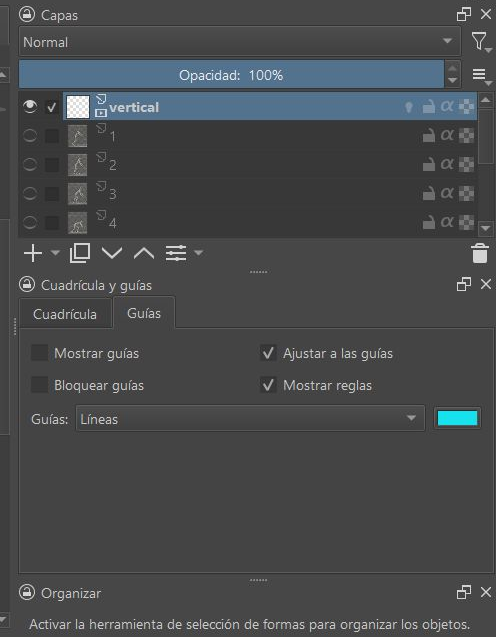 Capas
Normal
Opacidad: 100%
vertical
1
2
3
4
Cuadrícula y guías
Cuadrícula
Guías
Mostrar guías
Ajustar a las guías
Bloquear guías
Mostrar reglas
Guías:
Líneas
Organizar
Activar la herramienta de selección de formas para organizar los objetos.